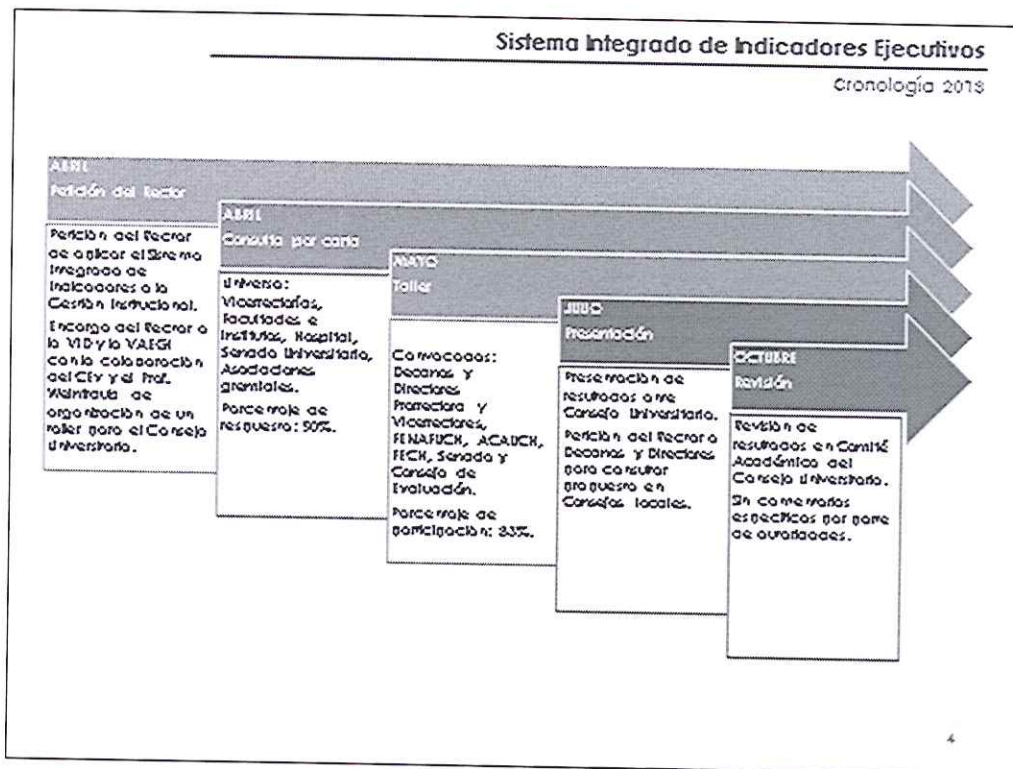 Sistema Integrado de Indicadores Ejecutivos
Cronología 2013
ABRIL
Petición del Rector
Petición del Rector
de aplicar el Sistema
Integrado de
Indicadores a la
Gestión Institucional.
Encargo del Rector a
la VID y la VAEGI
con la colaboración
del CEv y el Prof.
Weintraub de
organización de un
taller para el Consejo
Universitario.
ABRIL
Consulta por carta
Universo:
Vicerrectorías,
Facultades e
Institutos, Hospital,
Senado Universitario,
Asociaciones
gremiales.
Porcentaje de
respuesta: 50%.
MAYO
Taller
Convocados:
Decanos y
Directores
Prorrectora y
Vicerrectores,
FENAFUCH, ACAUCH,
FECH, Senado y
Consejo de
Evaluación.
Porcentaje de
participación: 83%.
JULIO
Presentación
Presentación de
resultados ante
Consejo Universitario.
Petición del Rector a
Decanos y Directores
para consultar
propuesta en
Consejos locales.
OCTUBRE
Revisión
Revisión de
resultados en Comité
Académico del
Consejo Universitario.
Sin comentarios
específicos por parte
de autoridades.
4